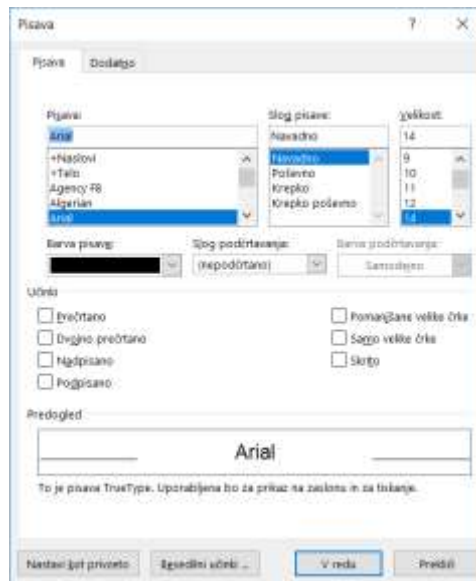 Pisava
Pisava Dodatno
Pisava: Slog pisave: Velikost:
Arial Navadno 14
+Naslovi Navadno 9
+Telo Poševno 10
Agency FB Krepko 11
Algerian Krepko poševno 12
Arial 14
Barva pisave: Slog podčrtavanja: Barva podčrtavanja:
(nepodčrtano) Samodejno
Učinki
Prečrtano Pomanjšane velike črke
Dvojno prečrtano Samo velike črke
Nadpisano Skrito
Podpisano
Predogled
Arial
To je pisava TrueType. Uporabljena bo za prikaz na zaslonu in za tiskanje.
Nastavi kot privzeto Besedilni učinki ... V redu Prekliči